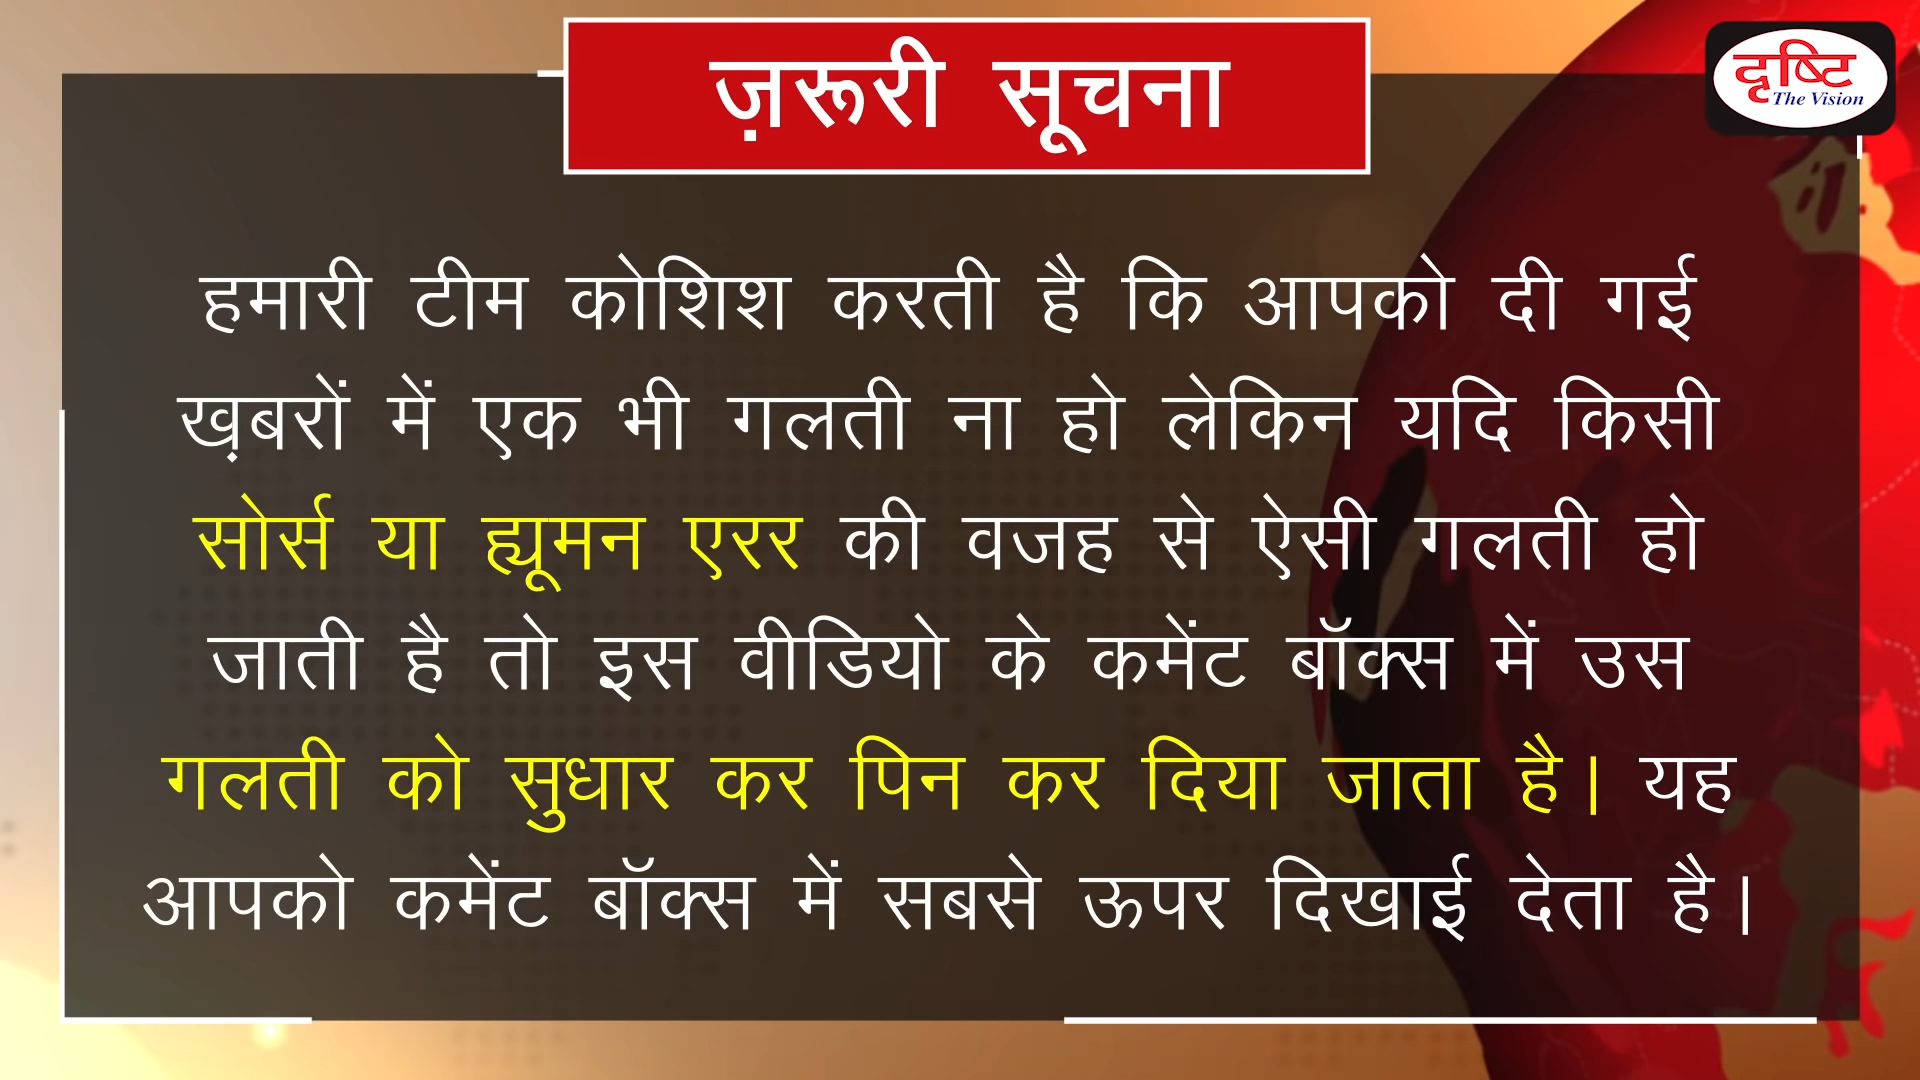 ज़रूरी सूचना
दृष्टि
The Vision
हमारी टीम कोशिश करती है कि आपको दी गई
ख़बरों में एक भी गलती ना हो लेकिन यदि किसी
सोर्स या ह्यूमन एरर की वजह से ऐसी गलती हो
जाती है तो इस वीडियो के कमेंट बॉक्स में उस
गलती को सुधार कर पिन कर दिया जाता है। यह
आपको कमेंट बॉक्स में सबसे ऊपर दिखाई देता है।